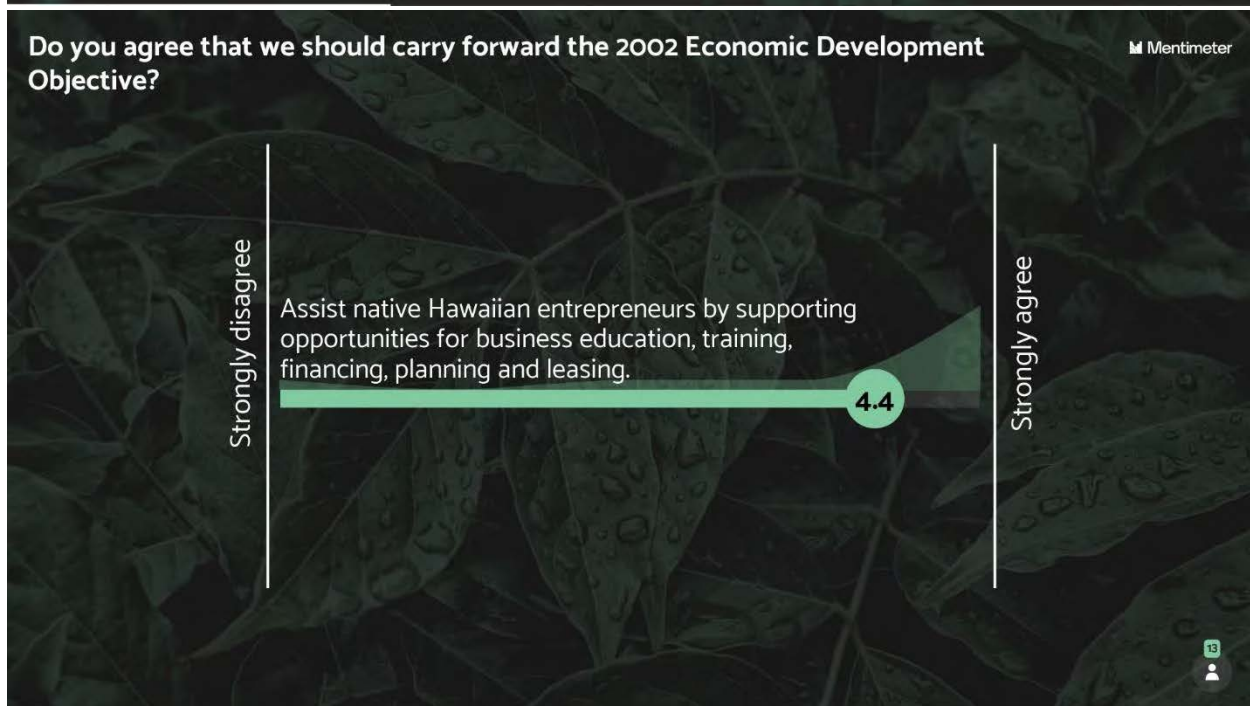 Do you agree that we should carry forward the 2002 Economic Development
Objective?
Mentimeter
Strongly disagree
Assist native Hawaiian entrepreneurs by supporting
opportunities for business education, training,
financing, planning and leasing.
4.4
Strongly agree
13